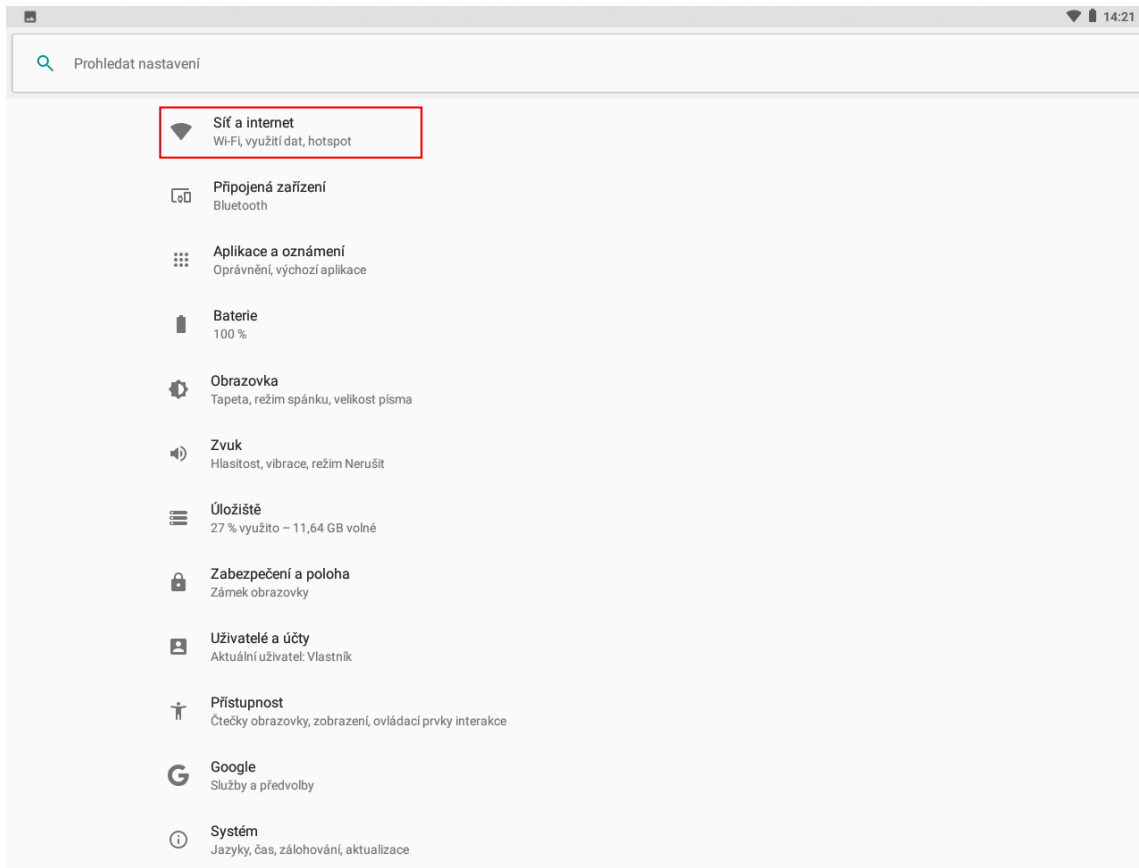 14:21
Prohledat nastavení
Síť a internet
Wi-Fi, využití dat, hotspot
Připojená zařízení
Bluetooth
Aplikace a oznámení
Oprávnění, výchozí aplikace
Baterie
100 %
Obrazovka
Tapeta, režim spánku, velikost písma
Zvuk
Hlasitost, vibrace, režim Nerušit
Úložiště
27 % využito – 11,64 GB volné
Zabezpečení a poloha
Zámek obrazovky
Uživatelé a účty
Aktuální uživatel: Vlastník
Přístupnost
Čtečky obrazovky, zobrazení, ovládací prvky interakce
Google
Služby a předvolby
Systém
Jazyky, čas, zálohování, aktualizace